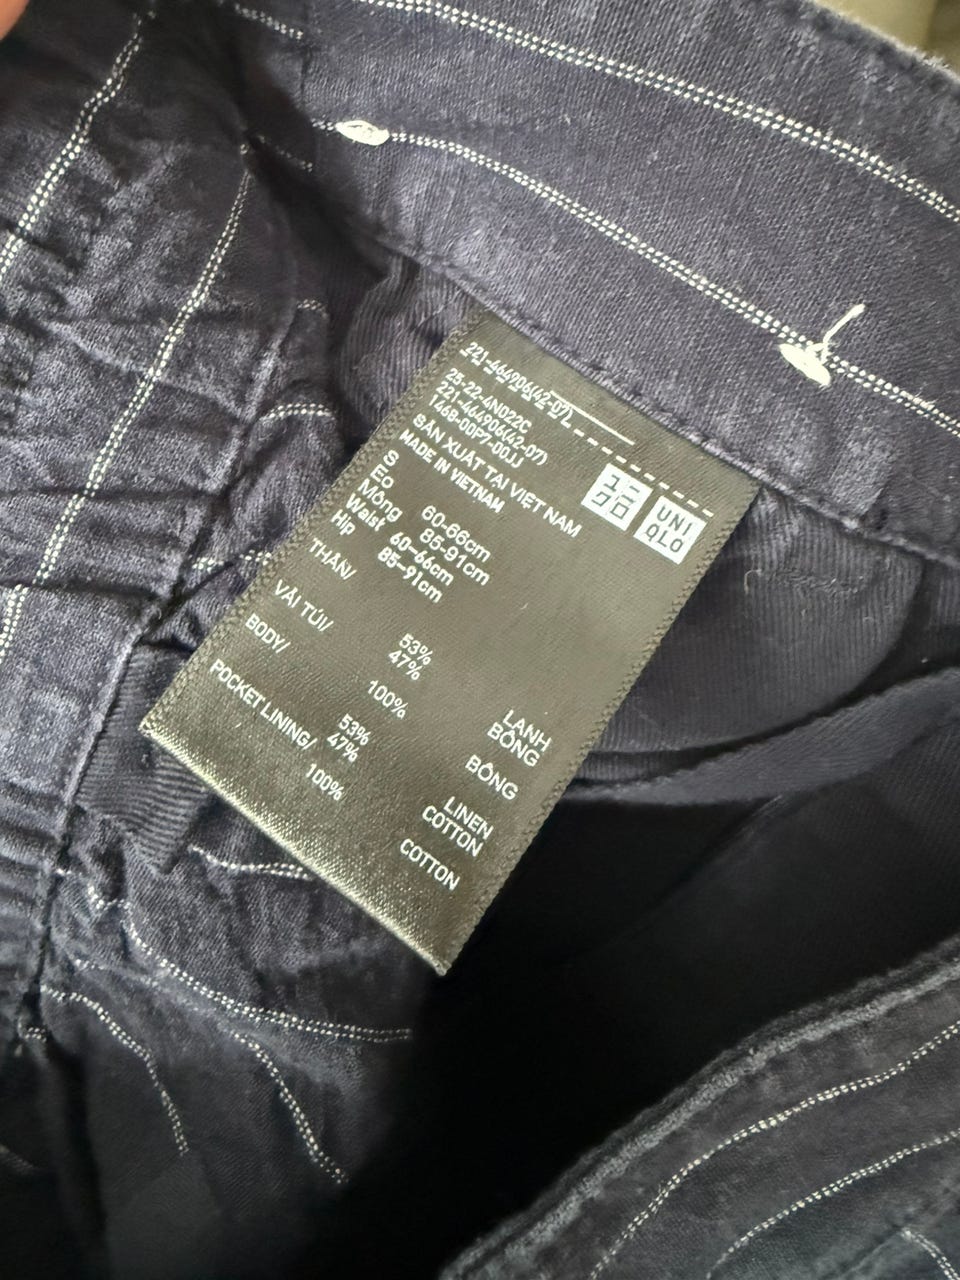 221-464906(42-07)
25-22-4N022C
221-464906(42-07)
1468-00P7-00JJ
SẢN XUẤT TẠI VIỆT NAM
MADE IN VIETNAM
ユニ
クロ
UNI
QLO
S
Eo 60-66cm
Mông 85-91cm
Waist 60-66cm
Hip 85-91cm
THÂN/
53% LANH
47% BÔNG
VẢI TÚI/
100% BÔNG
BODY/
53% LINEN
47% COTTON
POCKET LINING/
100% COTTON